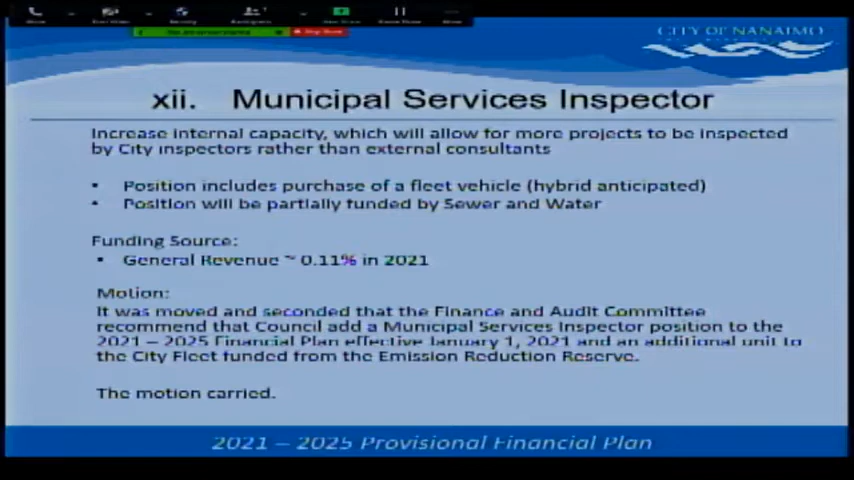 CITY OF NANAIMO
xii. Municipal Services Inspector
Increase internal capacity, which will allow for more projects to be inspected
by City inspectors rather than external consultants
• Position includes purchase of a fleet vehicle (hybrid anticipated)
• Position will be partially funded by Sewer and Water
Funding Source:
• General Revenue ~ 0.11% in 2021
Motion:
It was moved and seconded that the Finance and Audit Committee
recommend that Council add a Municipal Services Inspector position to the
2021 – 2025 Financial Plan effective January 1, 2021 and an additional unit to
the City Fleet funded from the Emission Reduction Reserve.
The motion carried.
2021 – 2025 Provisional Financial Plan